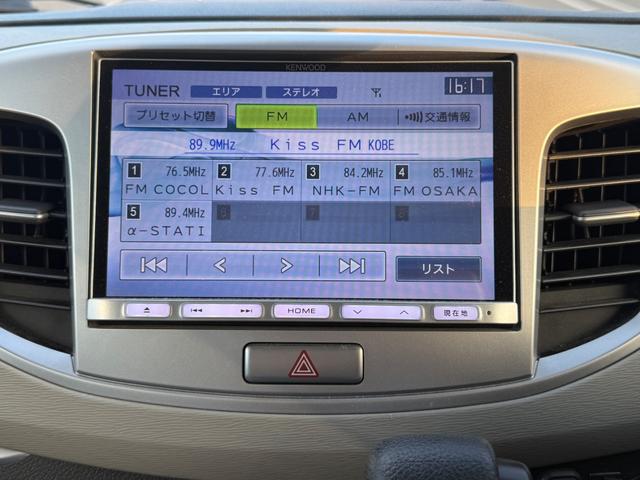 KENWOOD
TUNER エリア ステレオ 16:17
プリセット切替 FM AM 交通情報
89.9MHz Kiss FM KOBE
1 76.5MHz 2 77.6MHz 3 84.2MHz 4 85.1MHz
FM COCOL Kiss FM NHK-FM FM OSAKA
5 89.4MHz 6 7 8
α-STATI
リスト
HOME 現在地